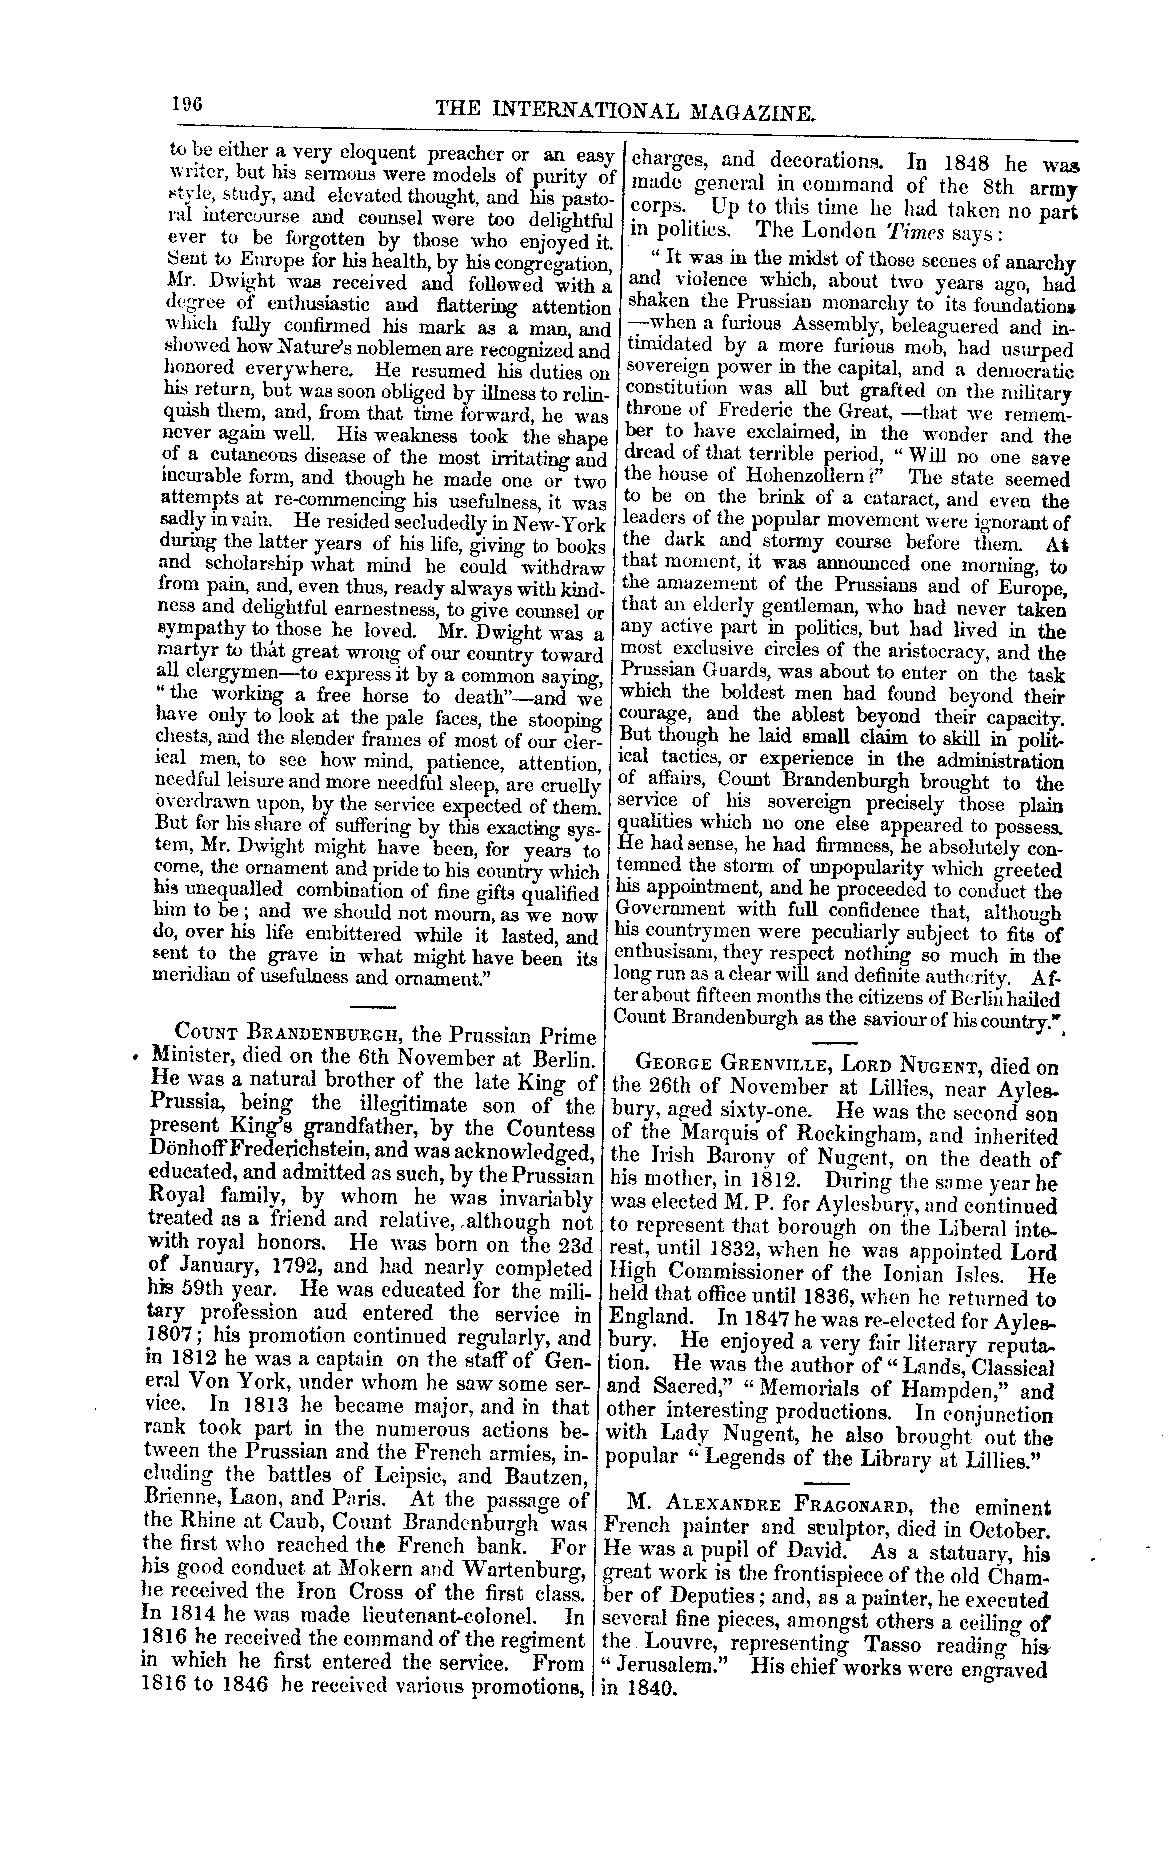 196
THE INTERNATIONAL MAGAZINE.
to be either a very eloquent preacher or an easy
writer, but his sermons were models of purity of
style, study, and elevated thought, and his pasto-
ral intercourse and counsel were too delightful
ever to be forgotten by those who enjoyed it.
Sent to Europe for his health, by his congregation,
Mr. Dwight was received and followed with a
degree of enthusiastic and flattering attention
which fully confirmed his mark as a man, and
showed how Nature's noblemen are recognized and
honored everywhere. He resumed his duties on
his return, but was soon obliged by illness to relin-
quish them, and, from that time forward, he was
never again well. His weakness took the shape
of a cutaneous disease of the most irritating and
incurable form, and though he made one or two
attempts at re-commencing his usefulness, it was
sadly in vain. He resided secludedly in New-York
during the latter years of his life, giving to books
and scholarship what mind he could withdraw
from pain, and, even thus, ready always with kind-
ness and delightful earnestness, to give counsel or
sympathy to those he loved. Mr. Dwight was a
martyr to that great wrong of our country toward
all clergymen—to express it by a common saying,
"the working a free horse to death"—and we
have only to look at the pale faces, the stooping
chests, and the slender frames of most of our cler-
ical men, to see how mind, patience, attention,
needful leisure and more needful sleep, are cruelly
overdrawn upon, by the service expected of them.
But for his share of suffering by this exacting sys-
tem, Mr. Dwight might have been, for years to
come, the ornament and pride to his country which
his unequalled combination of fine gifts qualified
him to be; and we should not mourn, as we now
do, over his life embittered while it lasted, and
sent to the grave in what might have been its
meridian of usefulness and ornament."
COUNT BRANDENBURGH, the Prussian Prime
Minister, died on the 6th November at Berlin.
He was a natural brother of the late King of
Prussia, being the illegitimate son of the
present King's grandfather, by the Countess
Dönhoff Frederichstein, and was acknowledged,
educated, and admitted as such, by the Prussian
Royal family, by whom he was invariably
treated as a friend and relative, although not
with royal honors. He was born on the 23d
of January, 1792, and had nearly completed
his 59th year. He was educated for the mili-
tary profession aud entered the service in
1807; his promotion continued regularly, and
in 1812 he was a captain on the staff of Gen-
eral Von York, under whom he saw some ser-
vice. In 1813 he became major, and in that
rank took part in the numerous actions be-
tween the Prussian and the French armies, in-
cluding the battles of Leipsic, and Bautzen,
Brienne, Laon, and Paris. At the passage of
the Rhine at Caub, Count Brandenburgh was
the first who reached the French bank. For
his good conduct at Mokern and Wartenburg,
he received the Iron Cross of the first class.
In 1814 he was made lieutenant-colonel. In
1816 he received the command of the regiment
in which he first entered the service. From
1816 to 1846 he received various promotions,
charges, and decorations. In 1848 he was
made general in command of the 8th army
corps. Up to this time he had taken no part
in politics. The London Times says:
"It was in the midst of those scenes of anarchy
and violence which, about two years ago, had
shaken the Prussian monarchy to its foundations
—when a furious Assembly, beleaguered and in-
timidated by a more furious mob, had usurped
sovereign power in the capital, and a democratic
constitution was all but grafted on the military
throne of Frederic the Great, —that we remem-
ber to have exclaimed, in the wonder and the
dread of that terrible period, "Will no one save
the house of Hohenzollern?" The state seemed
to be on the brink of a cataract, and even the
leaders of the popular movement were ignorant of
the dark and stormy course before them. At
that moment, it was announced one morning, to
the amazement of the Prussians and of Europe,
that an elderly gentleman, who had never taken
any active part in politics, but had lived in the
most exclusive circles of the aristocracy, and the
Prussian Guards, was about to enter on the task
which the boldest men had found beyond their
courage, and the ablest beyond their capacity.
But though he laid small claim to skill in polit-
ical tactics, or experience in the administration
of affairs, Count Brandenburgh brought to the
service of his sovereign precisely those plain
qualities which no one else appeared to possess.
He had sense, he had firmness, he absolutely con-
temned the storm of unpopularity which greeted
his appointment, and he proceeded to conduct the
Government with full confidence that, although
his countrymen were peculiarly subject to fits of
enthusisam, they respect nothing so much in the
long run as a clear will and definite authority. Af-
ter about fifteen months the citizens of Berlin hailed
Count Brandenburgh as the saviour of his country."
GEORGE GRENVILLE, LORD NUGENT, died on
the 26th of November at Lillies, near Ayles-
bury, aged sixty-one. He was the second son
of the Marquis of Rockingham, and inherited
the Irish Barony of Nugent, on the death of
his mother, in 1812. During the same year he
was elected M. P. for Aylesbury, and continued
to represent that borough on the Liberal inte-
rest, until 1832, when he was appointed Lord
High Commissioner of the Ionian Isles. He
held that office until 1836, when he returned to
England. In 1847 he was re-elected for Ayles-
bury. He enjoyed a very fair literary reputa-
tion. He was the author of "Lands, Classical
and Sacred," "Memorials of Hampden," and
other interesting productions. In conjunction
with Lady Nugent, he also brought out the
popular "Legends of the Library at Lillies."
M. ALEXANDRE FRAGONARD, the eminent
French painter and sculptor, died in October.
He was a pupil of David. As a statuary, his
great work is the frontispiece of the old Cham-
ber of Deputies; and, as a painter, he executed
several fine pieces, amongst others a ceiling of
the Louvre, representing Tasso reading his
"Jerusalem." His chief works were engraved
in 1840.